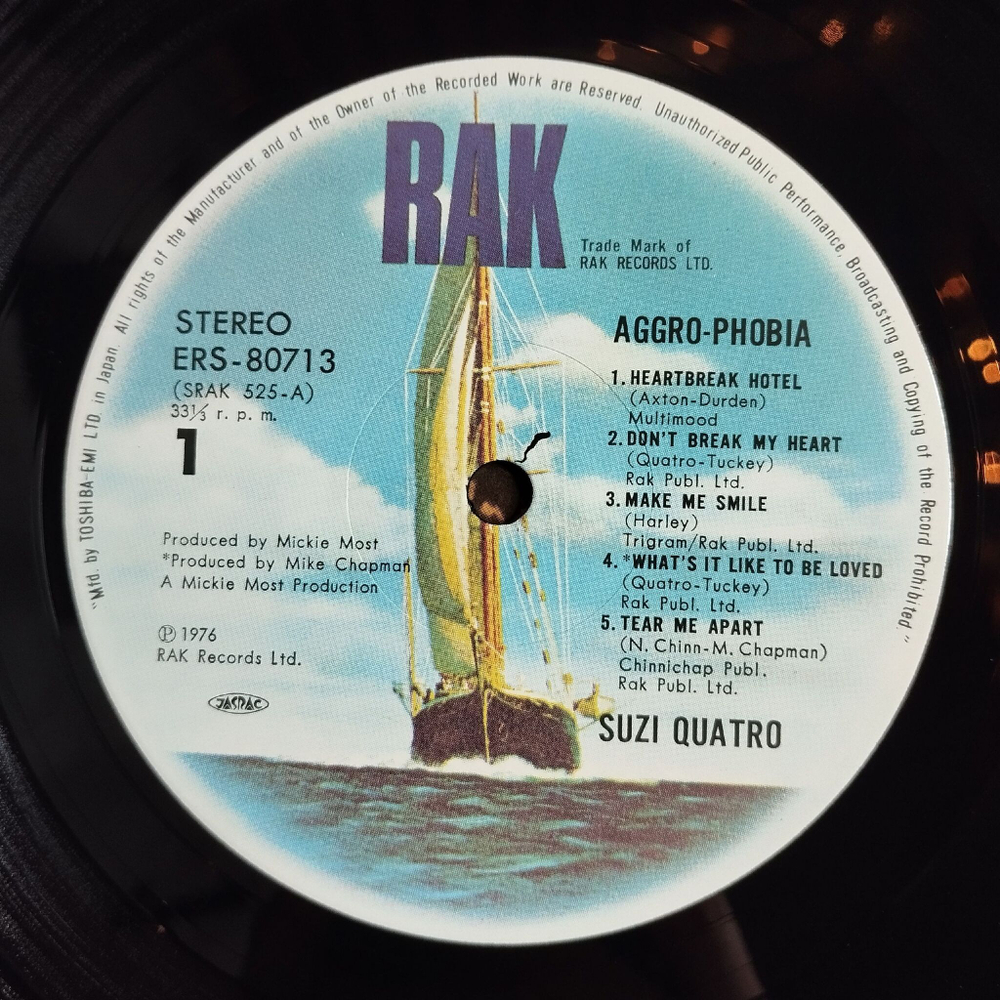 "Mfd. by TOSHIBA-EMI LTD. in Japan. All rights of the Manufacturer and of the Owner of the Recorded Work are Reserved. Unauthorized Public Performance, Broadcasting and Copying of the Record Prohibited"
RAK
Trade Mark of
RAK RECORDS LTD.
STEREO
ERS-80713
(SRAK 525-A)
33⅓ r. p. m.
1
Produced by Mickie Most
*Produced by Mike Chapman
A Mickie Most Production
Ⓟ 1976
RAK Records Ltd.
JASRAC
AGGRO-PHOBIA
1. HEARTBREAK HOTEL
(Axton-Durden)
Multimood
2. DON'T BREAK MY HEART
(Quatro-Tuckey)
Rak Publ. Ltd.
3. MAKE ME SMILE
(Harley)
Trigram/Rak Publ. Ltd.
4. *WHAT'S IT LIKE TO BE LOVED
(Quatro-Tuckey)
Rak Publ. Ltd.
5. TEAR ME APART
(N. Chinn-M. Chapman)
Chinnichap Publ.
Rak Publ. Ltd.
SUZI QUATRO